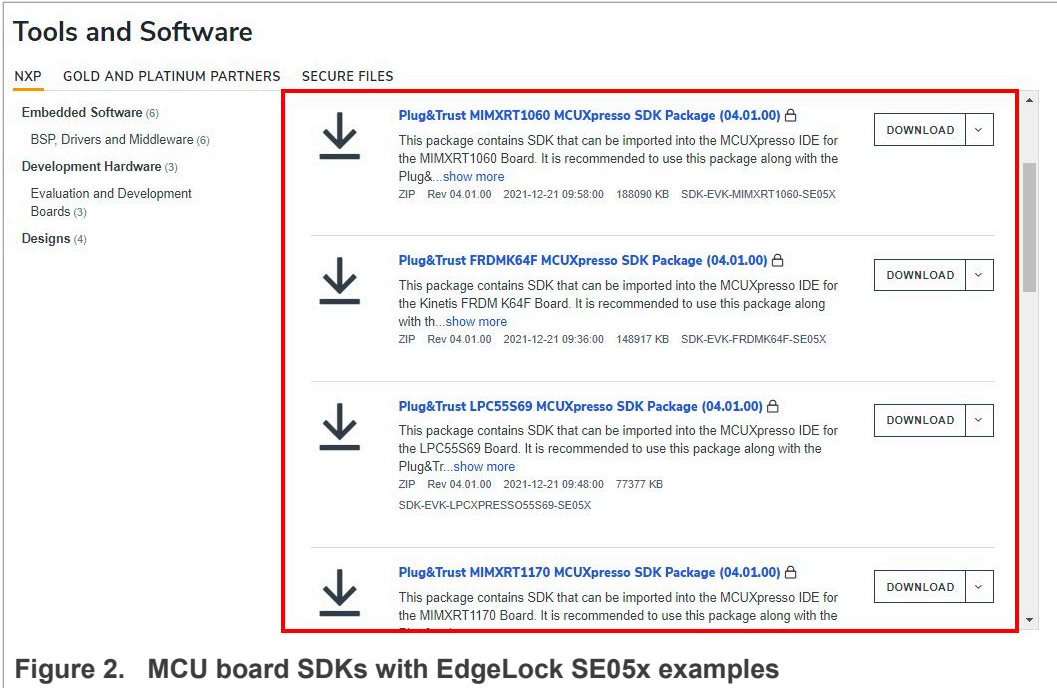 Tools and Software
NXP GOLD AND PLATINUM PARTNERS SECURE FILES
Embedded Software (6)
BSP, Drivers and Middleware (6)
Development Hardware (3)
Evaluation and Development
Boards (3)
Designs (4)
Plug&Trust MIMXRT1060 MCUXpresso SDK Package (04.01.00)
This package contains SDK that can be imported into the MCUXpresso IDE for
the MIMXRT1060 Board. It is recommended to use this package along with the
Plug&...show more
ZIP Rev 04.01.00 2021-12-21 09:58:00 188090 KB SDK-EVK-MIMXRT1060-SE05X
DOWNLOAD
Plug&Trust FRDMK64F MCUXpresso SDK Package (04.01.00)
This package contains SDK that can be imported into the MCUXpresso IDE for
the Kinetis FRDM K64F Board. It is recommended to use this package along
with th...show more
ZIP Rev 04.01.00 2021-12-21 09:36:00 148917 KB SDK-EVK-FRDMK64F-SE05X
DOWNLOAD
Plug&Trust LPC55S69 MCUXpresso SDK Package (04.01.00)
This package contains SDK that can be imported into the MCUXpresso IDE for
the LPC55S69 Board. It is recommended to use this package along with the
Plug&Tr...show more
ZIP Rev 04.01.00 2021-12-21 09:48:00 77377 KB
SDK-EVK-LPCXPRESSO55S69-SE05X
DOWNLOAD
Plug&Trust MIMXRT1170 MCUXpresso SDK Package (04.01.00)
This package contains SDK that can be imported into the MCUXpresso IDE for
the MIMXRT1170 Board. It is recommended to use this package along with the
DOWNLOAD
Figure 2. MCU board SDKs with EdgeLock SE05x examples